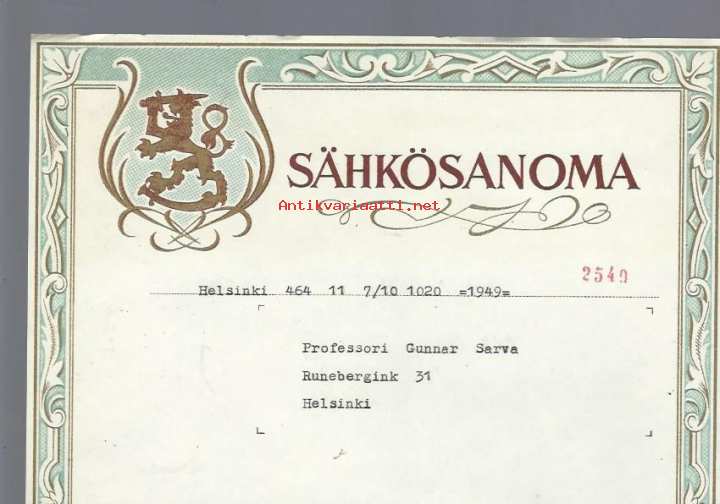 SÄHKÖSANOMA
Antikvariaatti.net
2549
Helsinki 464 11 7/10 1020 =1949=
Professori Gunnar Sarva
Runebergink 31
Helsinki